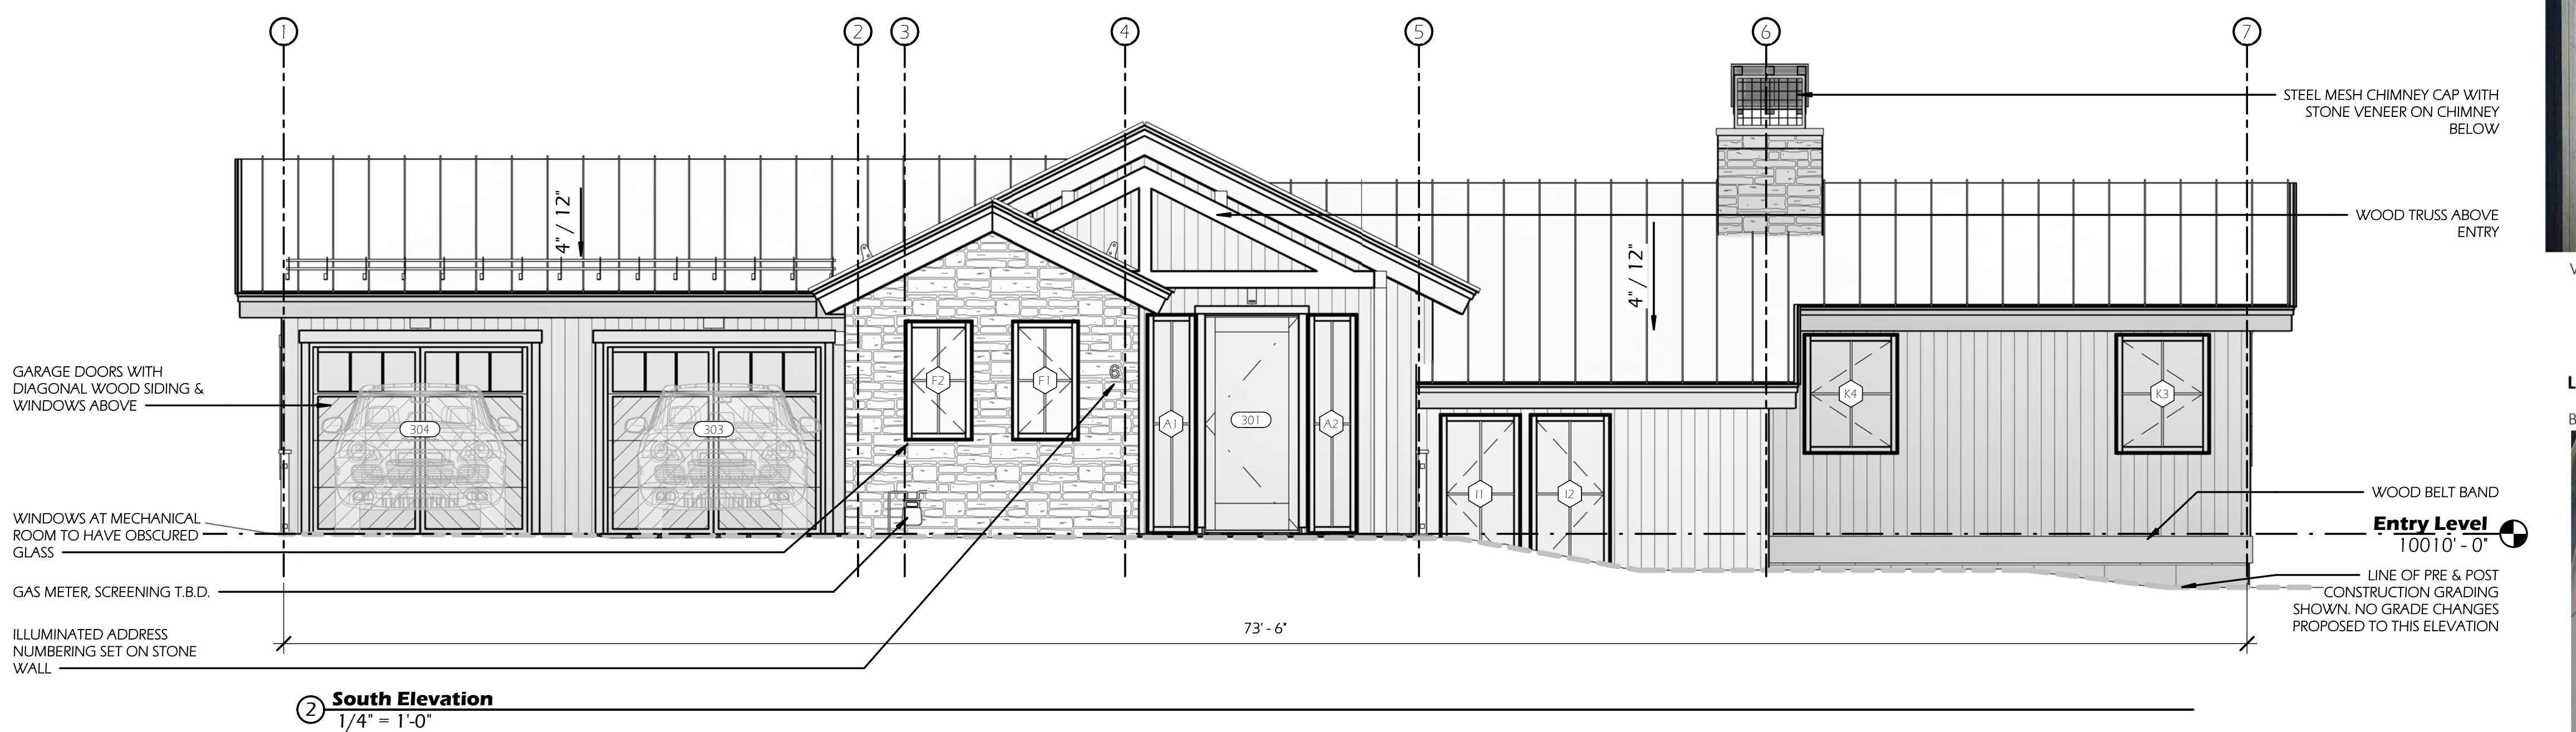 1 2 3 4 5 6 7
STEEL MESH CHIMNEY CAP WITH
STONE VENEER ON CHIMNEY
BELOW
4" / 12"
WOOD TRUSS ABOVE
ENTRY
4" / 12"
GARAGE DOORS WITH
DIAGONAL WOOD SIDING &
WINDOWS ABOVE
304
303
F2
F1
6
A1
301
A2
I1
I2
K4
K3
WINDOWS AT MECHANICAL
ROOM TO HAVE OBSCURED
GLASS
GAS METER, SCREENING T.B.D.
ILLUMINATED ADDRESS
NUMBERING SET ON STONE
WALL
WOOD BELT BAND
Entry Level
10010' - 0"
LINE OF PRE & POST
CONSTRUCTION GRADING
SHOWN. NO GRADE CHANGES
PROPOSED TO THIS ELEVATION
73' - 6"
2 South Elevation
1/4" = 1'-0"